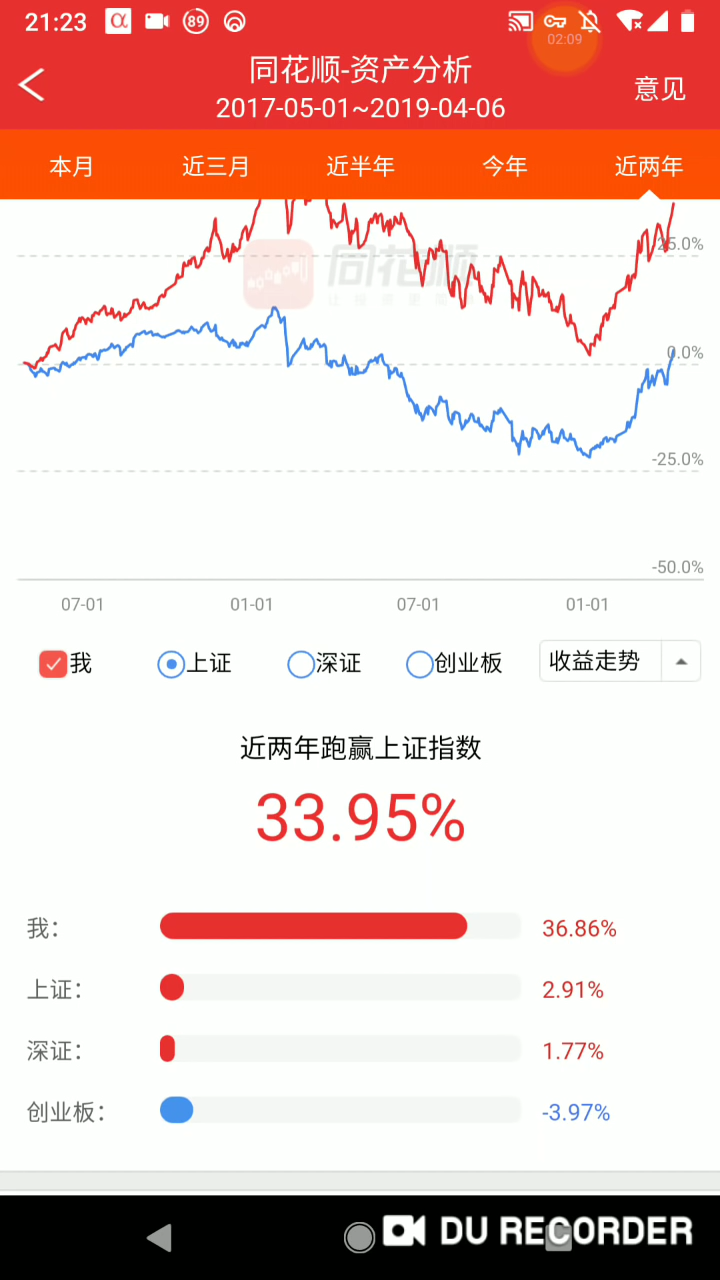 21:23 α 89
02:09
同花顺-资产分析
2017-05-01~2019-04-06
意见
本月 近三月 近半年 今年 近两年
25.0%
同花顺
0.0%
-25.0%
-50.0%
07-01 01-01 07-01 01-01
我 上证 深证 创业板 收益走势
近两年跑赢上证指数
33.95%
我： 36.86%
上证： 2.91%
深证： 1.77%
创业板： -3.97%
DU RECORDER